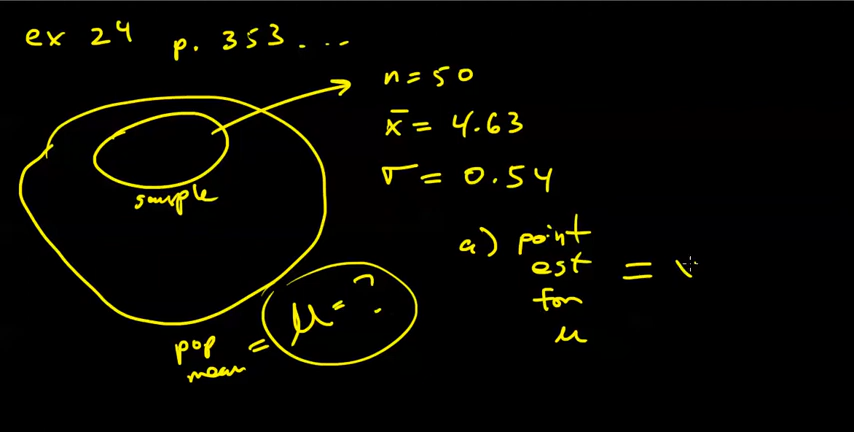 ex 24 p. 353...
n = 50
x̄ = 4.63
σ = 0.54
sample
a) point
est =
for
μ
pop
mean = μ = ?